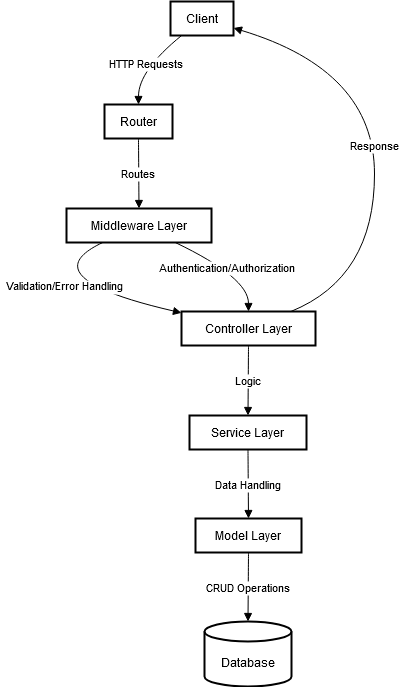 Client
HTTP Requests
Router
Response
Routes
Middleware Layer
Authentication/Authorization
Validation/Error Handling
Controller Layer
Logic
Service Layer
Data Handling
Model Layer
CRUD Operations
Database